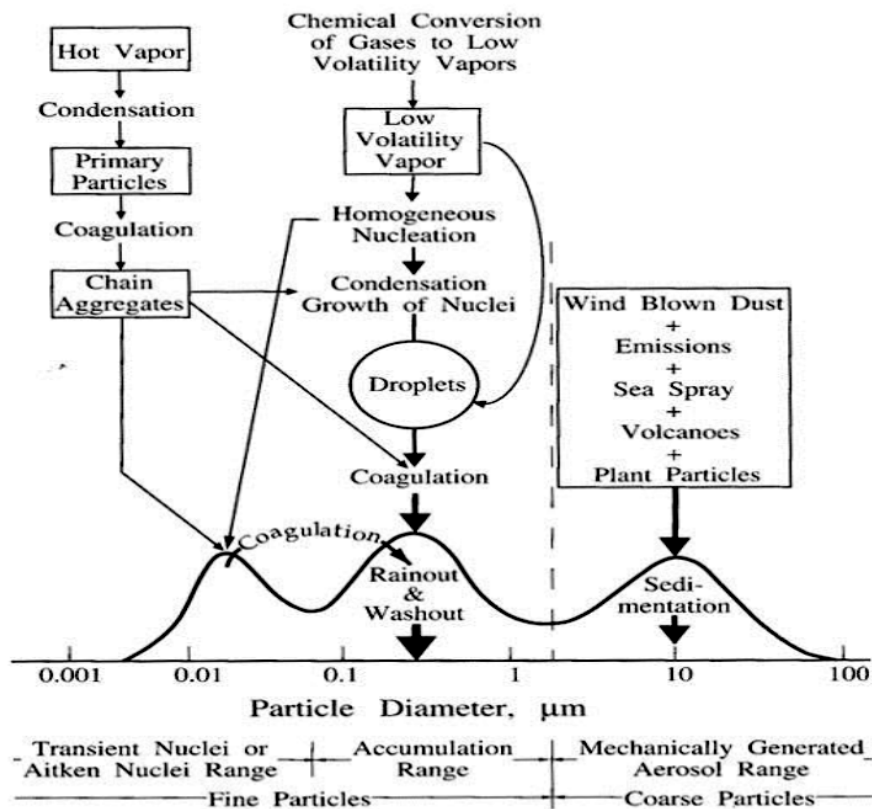 Hot Vapor
Condensation
Primary
Particles
Coagulation
Chain
Aggregates
Chemical Conversion
of Gases to Low
Volatility Vapors
Low
Volatility
Vapor
Homogeneous
Nucleation
Condensation
Growth of Nuclei
Droplets
Coagulation
Wind Blown Dust
+
Emissions
+
Sea Spray
+
Volcanoes
+
Plant Particles
Coagulation
Rainout
&
Washout
Sedi-
mentation
0.001 0.01 0.1 1 10 100
Particle Diameter, µm
Transient Nuclei or
Aitken Nuclei Range
Accumulation
Range
Mechanically Generated
Aerosol Range
Fine Particles
Coarse Particles